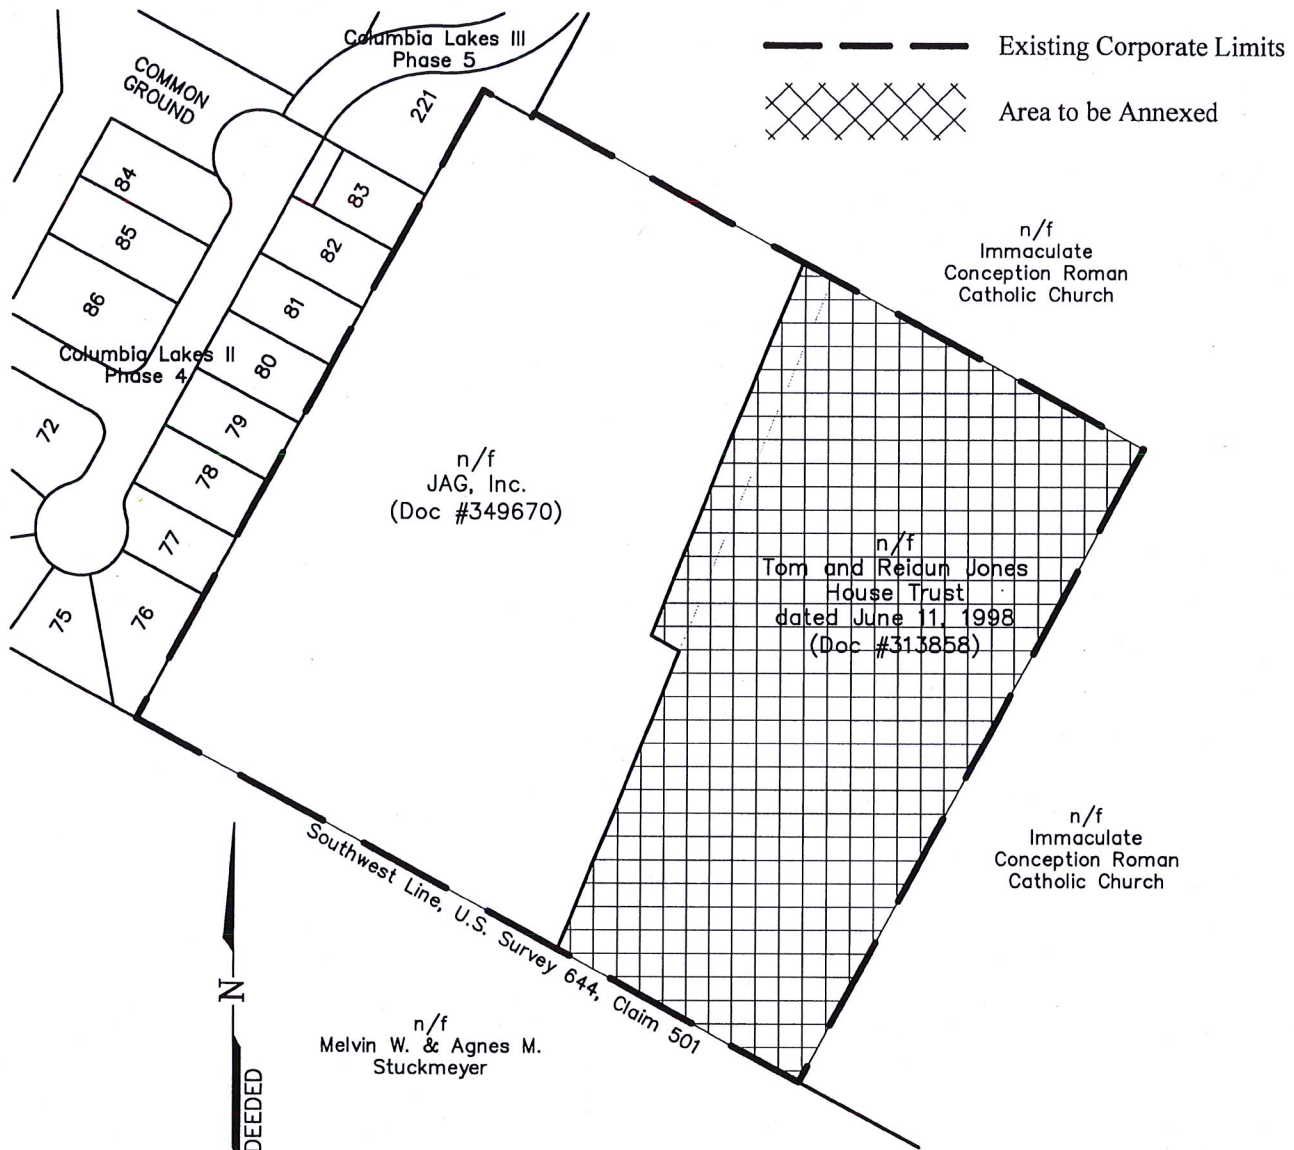 Columbia Lakes III
Phase 5
Existing Corporate Limits
Area to be Annexed
COMMON
GROUND
221
84
83
85
82
86
81
80
Columbia Lakes II
Phase 4
72
79
78
77
76
75
n/f
Immaculate
Conception Roman
Catholic Church
n/f
JAG, Inc.
(Doc #349670)
n/f
Tom and Reidun Jones
House Trust
dated June 11, 1998
(Doc #313858)
n/f
Immaculate
Conception Roman
Catholic Church
Southwest Line, U.S. Survey 644, Claim 501
N
DEEDED
n/f
Melvin W. & Agnes M.
Stuckmeyer